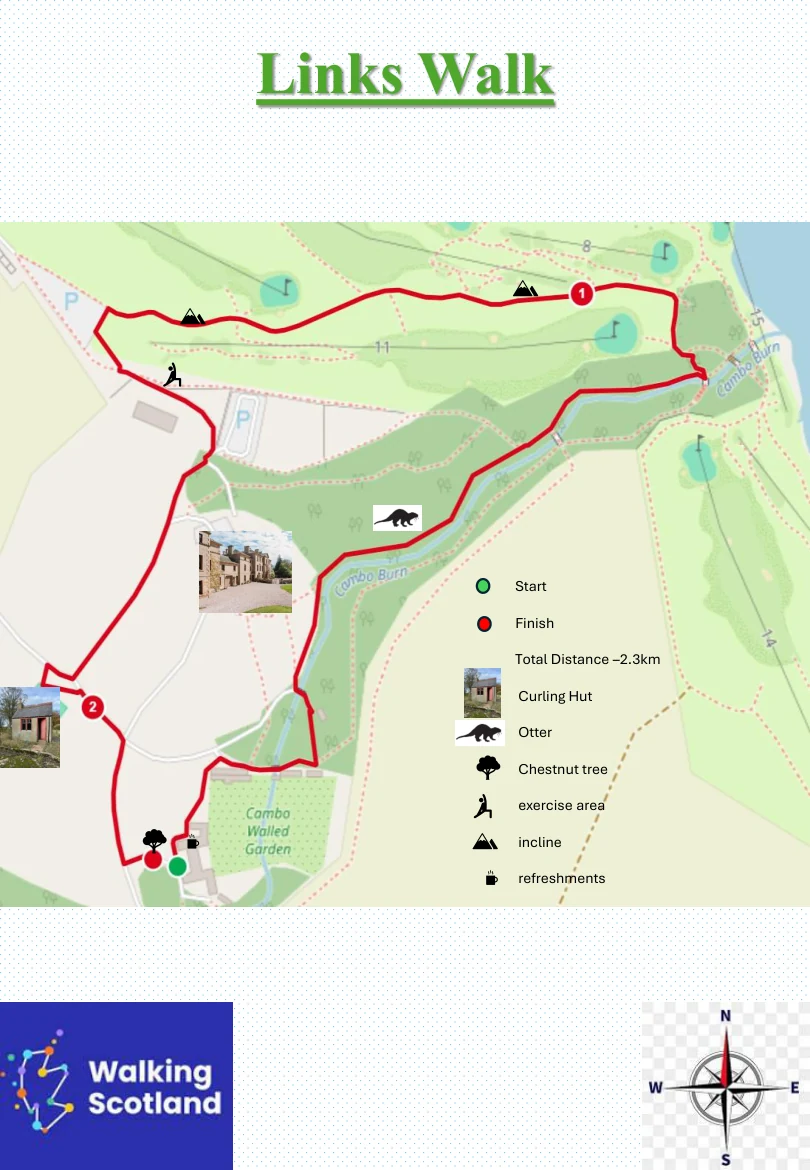 Links Walk
8
P
1
15
11
Cambo Burn
P
14
Cambo Burn
Start
Finish
Total Distance –2.3km
Curling Hut
2
Otter
Chestnut tree
exercise area
Cambo
Walled
Garden
incline
refreshments
Walking
Scotland
N
W
E
S